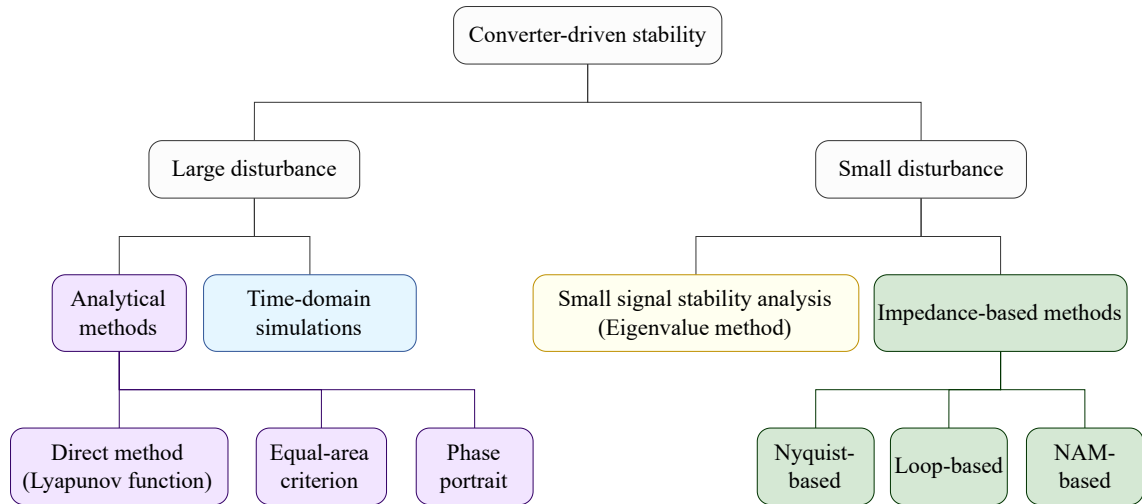 Converter-driven stability
Large disturbance
Small disturbance
Analytical
methods
Time-domain
simulations
Small signal stability analysis
(Eigenvalue method)
Impedance-based methods
Direct method
(Lyapunov function)
Equal-area
criterion
Phase
portrait
Nyquist-
based
Loop-based
NAM-
based